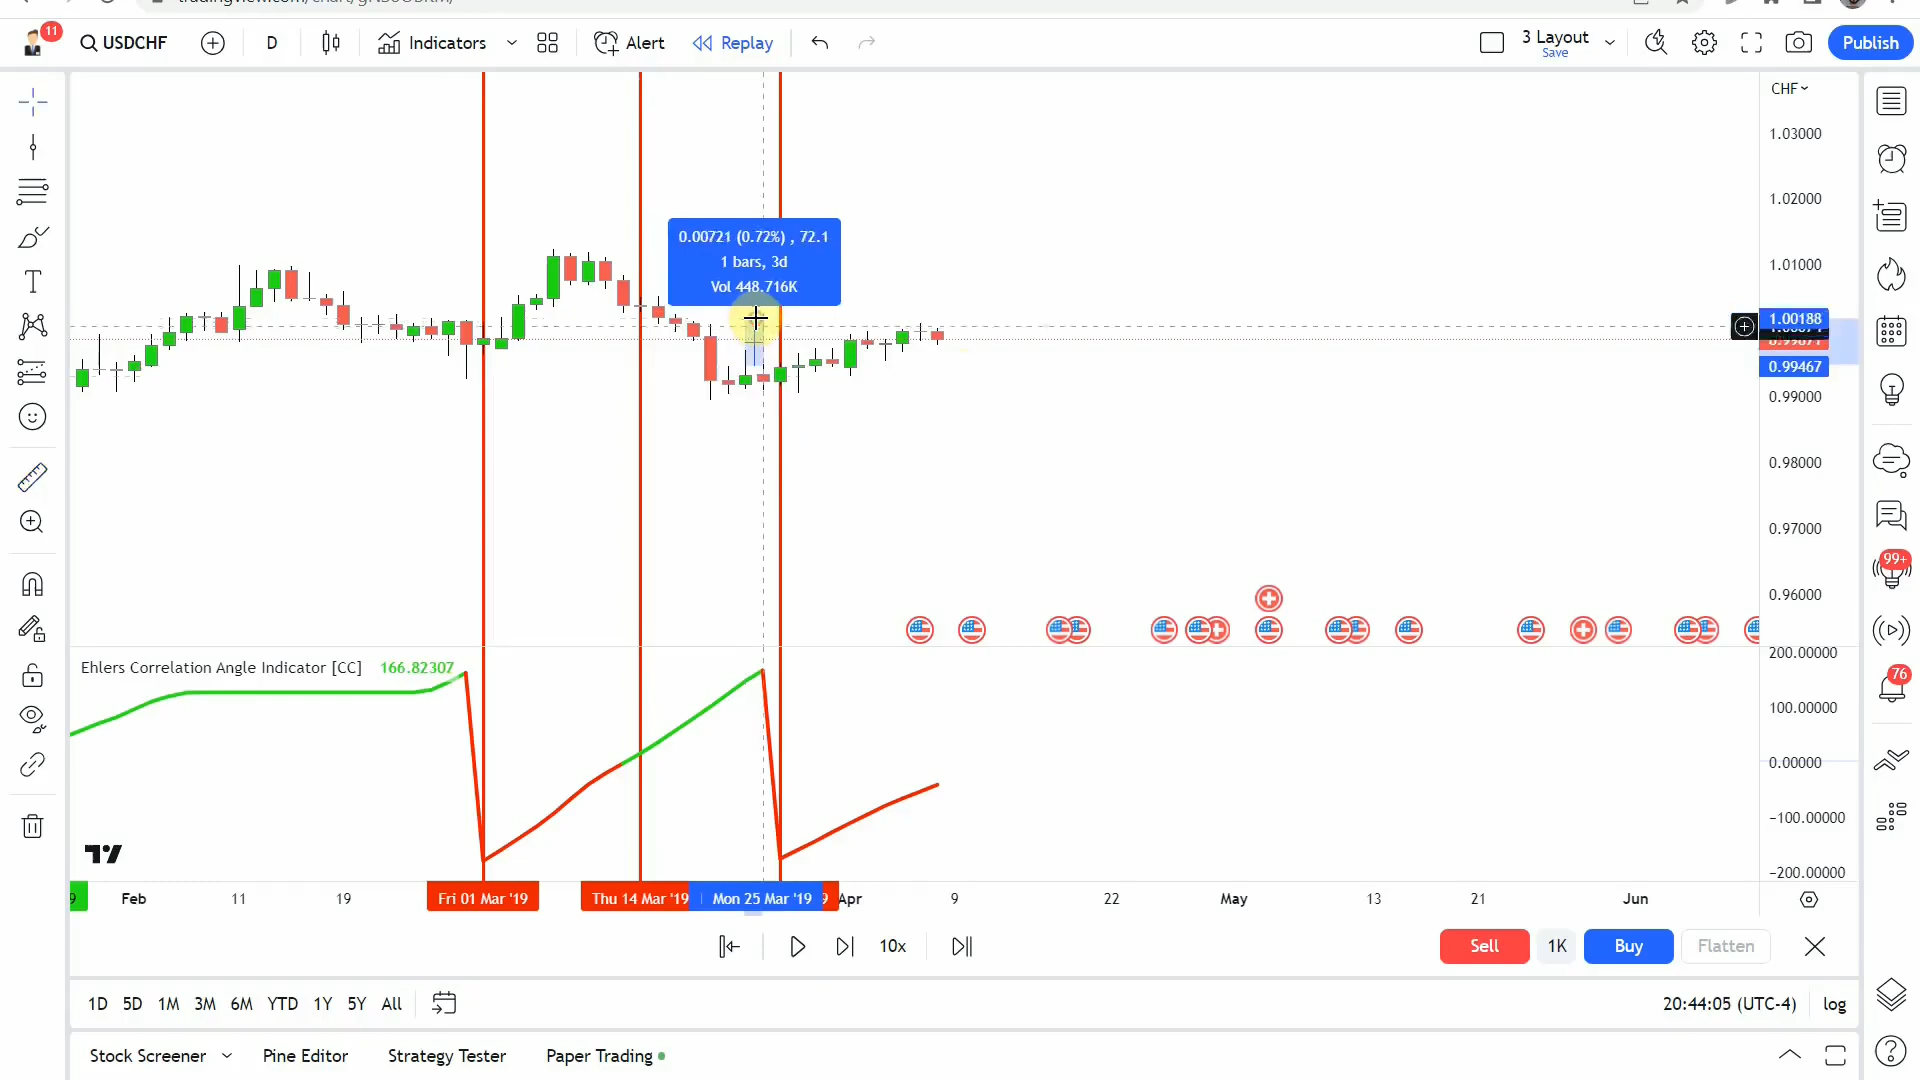 11
USDCHF
D
Indicators
Alert
Replay
3 Layout
Save
Publish
CHF
1.03000
1.02000
1.01000
0.00721 (0.72%) , 72.1
1 bars, 3d
Vol 448.716K
1.00188
0.99467
0.99000
0.98000
0.97000
0.96000
99+
76
Ehlers Correlation Angle Indicator [CC] 166.82307
200.00000
100.00000
0.00000
−100.00000
−200.00000
9
Feb
11
19
Fri 01 Mar '19
Thu 14 Mar '19
Mon 25 Mar '19
9
Apr
9
22
May
13
21
Jun
10x
Sell
1K
Buy
Flatten
1D 5D 1M 3M 6M YTD 1Y 5Y All
20:44:05 (UTC-4)
log
Stock Screener
Pine Editor
Strategy Tester
Paper Trading